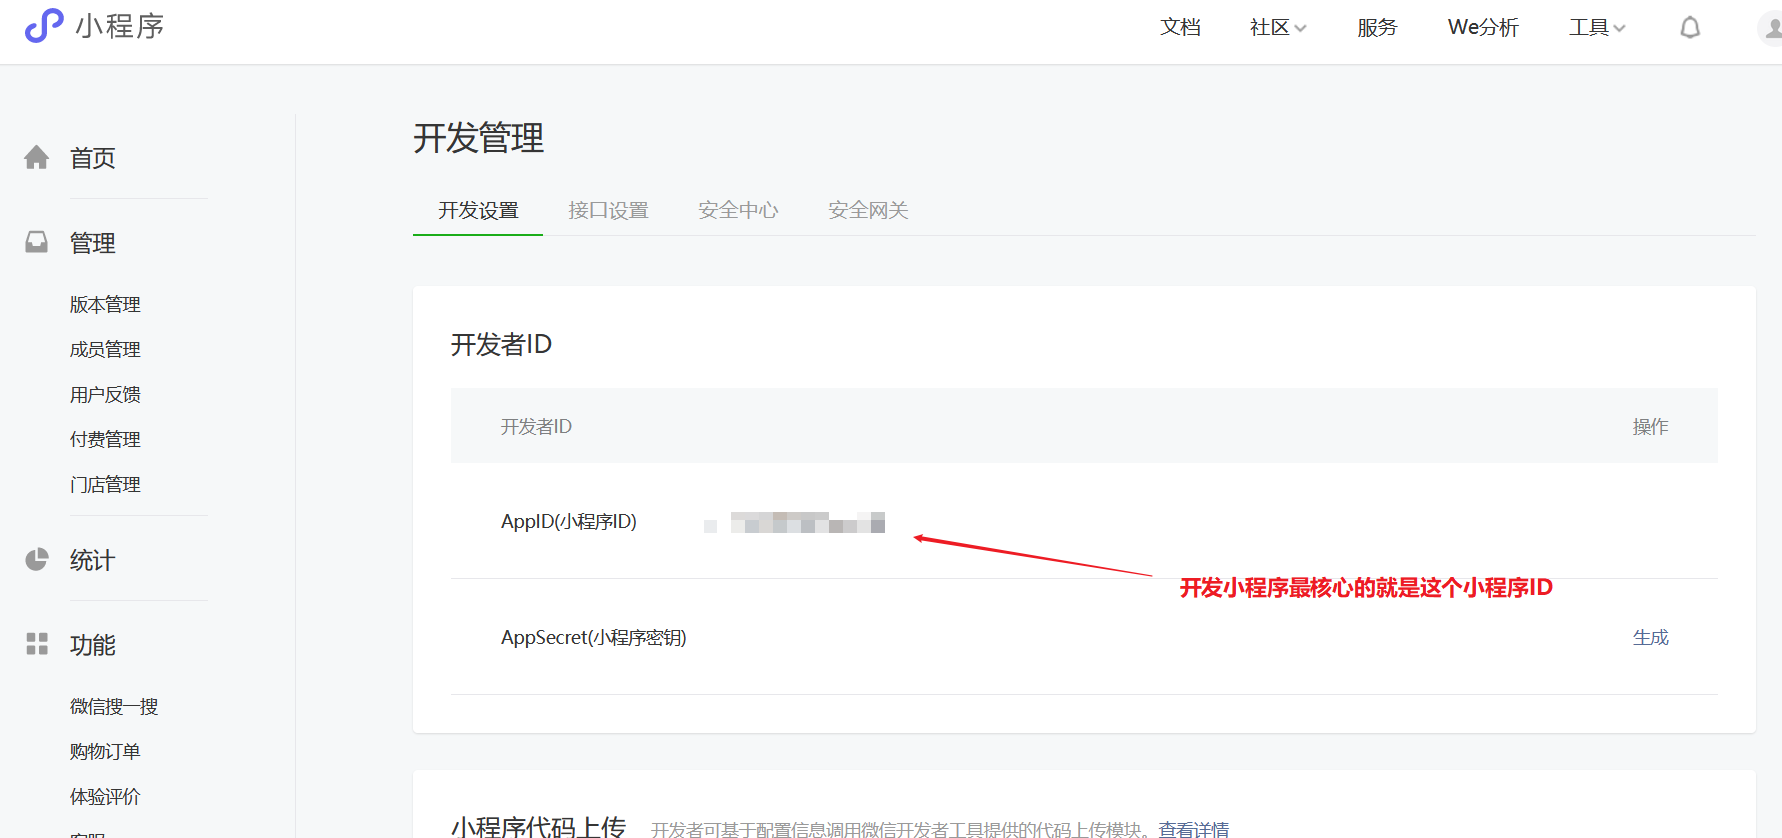 小程序
文档
社区
服务
We分析
工具
首页
管理
版本管理
成员管理
用户反馈
付费管理
门店管理
统计
功能
微信搜一搜
购物订单
体验评价
客服
开发管理
开发设置
接口设置
安全中心
安全网关
开发者ID
开发者ID
操作
AppID(小程序ID)
开发小程序最核心的就是这个小程序ID
AppSecret(小程序密钥)
生成
小程序代码上传
开发者可基于配置信息调用微信开发者工具提供的代码上传模块。查看详情